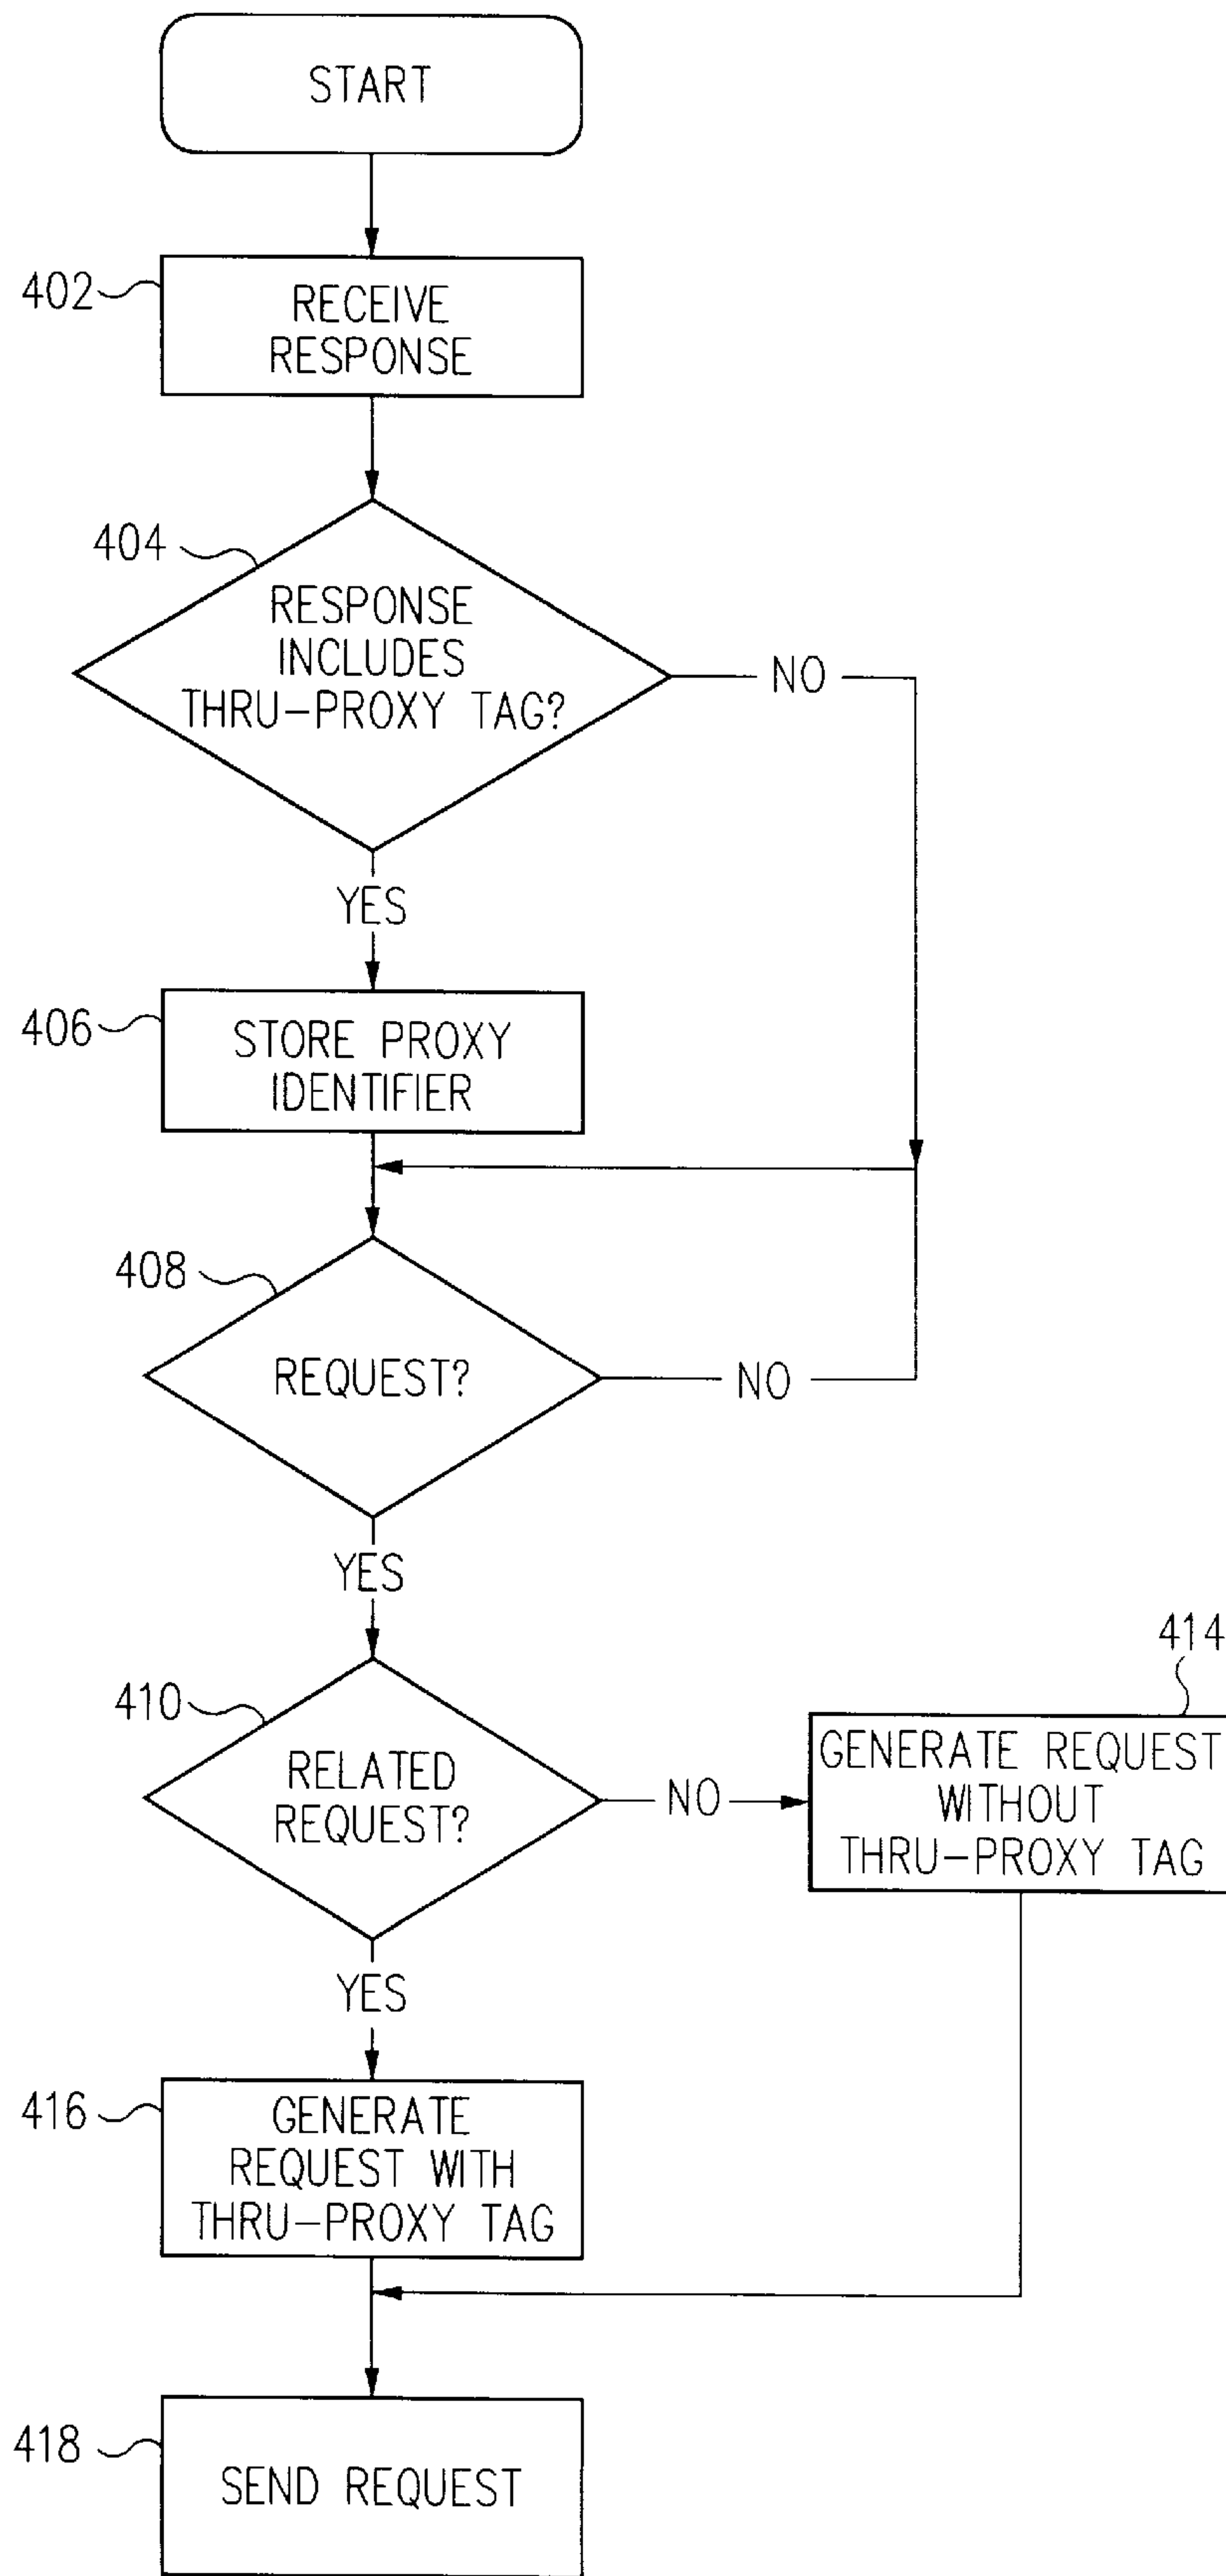 START
402
RECEIVE
RESPONSE
404
RESPONSE
INCLUDES
THRU-PROXY TAG?
NO
YES
406
STORE PROXY
IDENTIFIER
408
REQUEST?
NO
YES
410
RELATED
REQUEST?
NO
414
GENERATE REQUEST
WITHOUT
THRU-PROXY TAG
YES
416
GENERATE
REQUEST WITH
THRU-PROXY TAG
418
SEND REQUEST